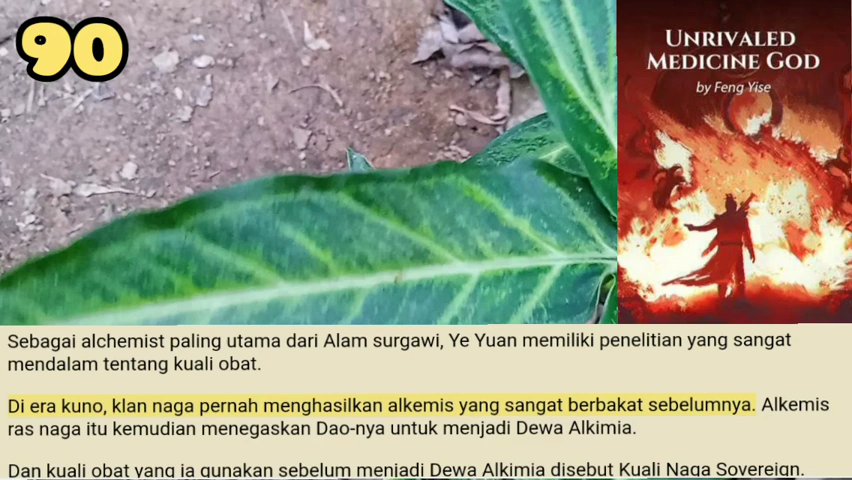 90
UNRIVALED
MEDICINE GOD
by Feng Yise
Sebagai alchemist paling utama dari Alam surgawi, Ye Yuan memiliki penelitian yang sangat
mendalam tentang kuali obat.
Di era kuno, klan naga pernah menghasilkan alkemis yang sangat berbakat sebelumnya. Alkemis
ras naga itu kemudian menegaskan Dao-nya untuk menjadi Dewa Alkimia.
Dan kuali obat yang ia gunakan sebelum menjadi Dewa Alkimia disebut Kuali Naga Sovereign.